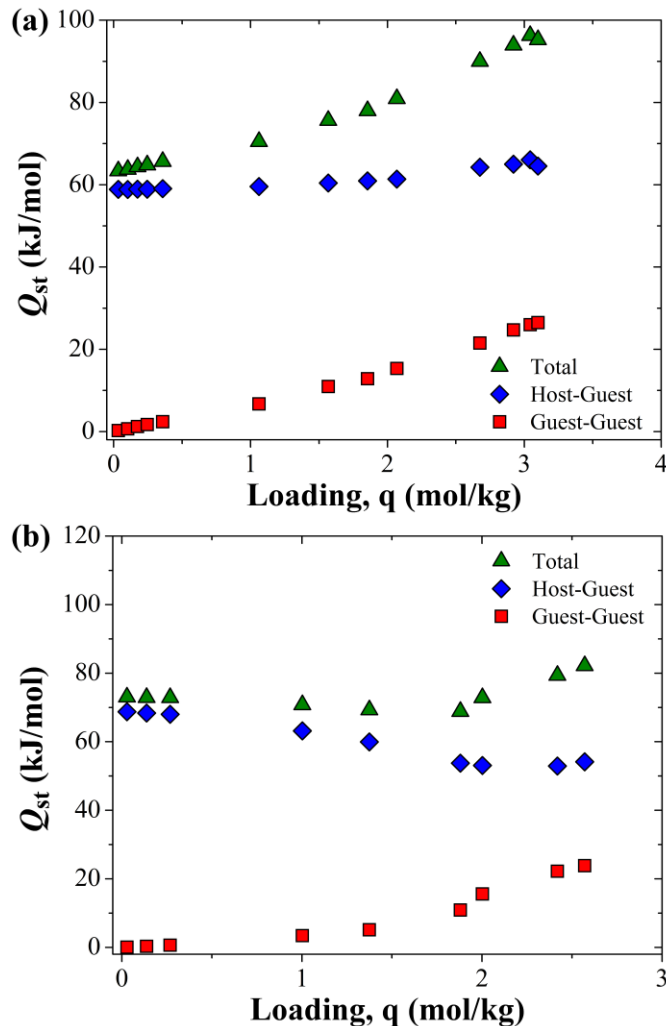 (a)
100
80
60
40
20
0
Q_st (kJ/mol)
Total
Host-Guest
Guest-Guest
0 1 2 3 4
Loading, q (mol/kg)
(b)
120
100
80
60
40
20
0
Q_st (kJ/mol)
Total
Host-Guest
Guest-Guest
0 1 2 3
Loading, q (mol/kg)